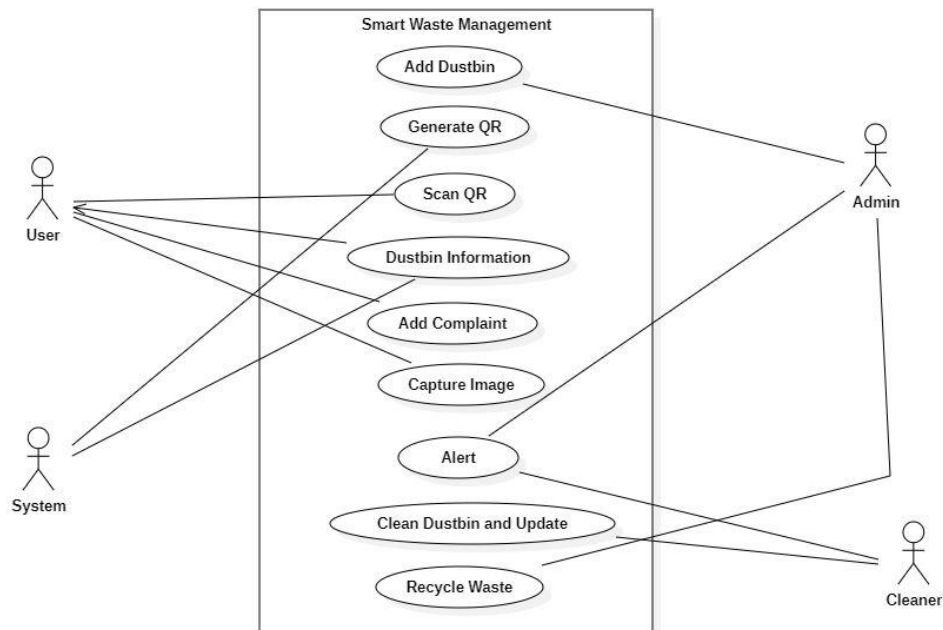 Smart Waste Management
Add Dustbin
Generate QR
Scan QR
User
Admin
Dustbin Information
Add Complaint
Capture Image
Alert
System
Clean Dustbin and Update
Recycle Waste
Cleaner